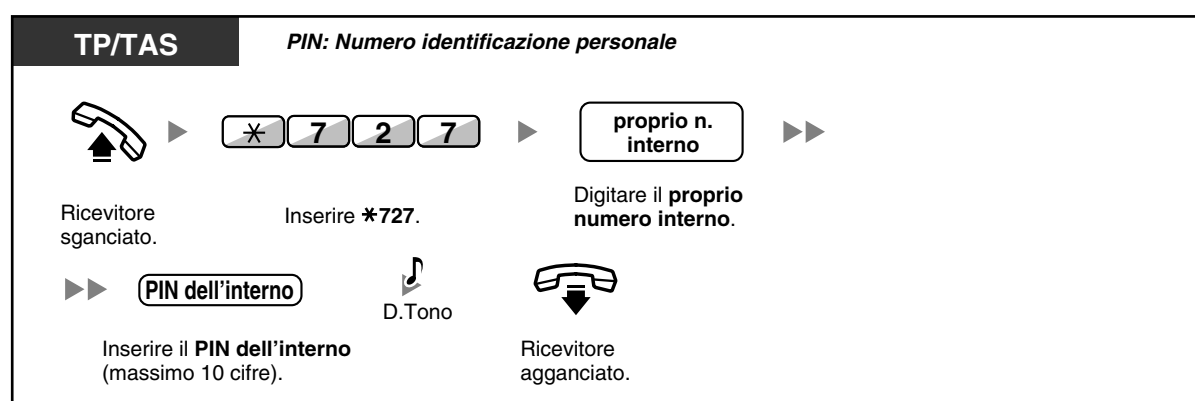 TP/TAS
PIN: Numero identificazione personale
✱ 7 2 7
proprio n.
interno
Ricevitore
sganciato.
Inserire ✱727.
Digitare il proprio
numero interno.
PIN dell'interno
D.Tono
Inserire il PIN dell'interno
(massimo 10 cifre).
Ricevitore
agganciato.